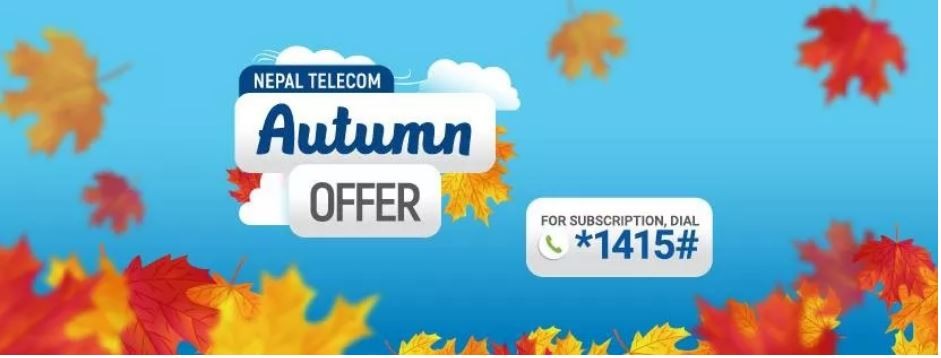 NEPAL TELECOM
Autumn
OFFER
FOR SUBSCRIPTION, DIAL
*1415#